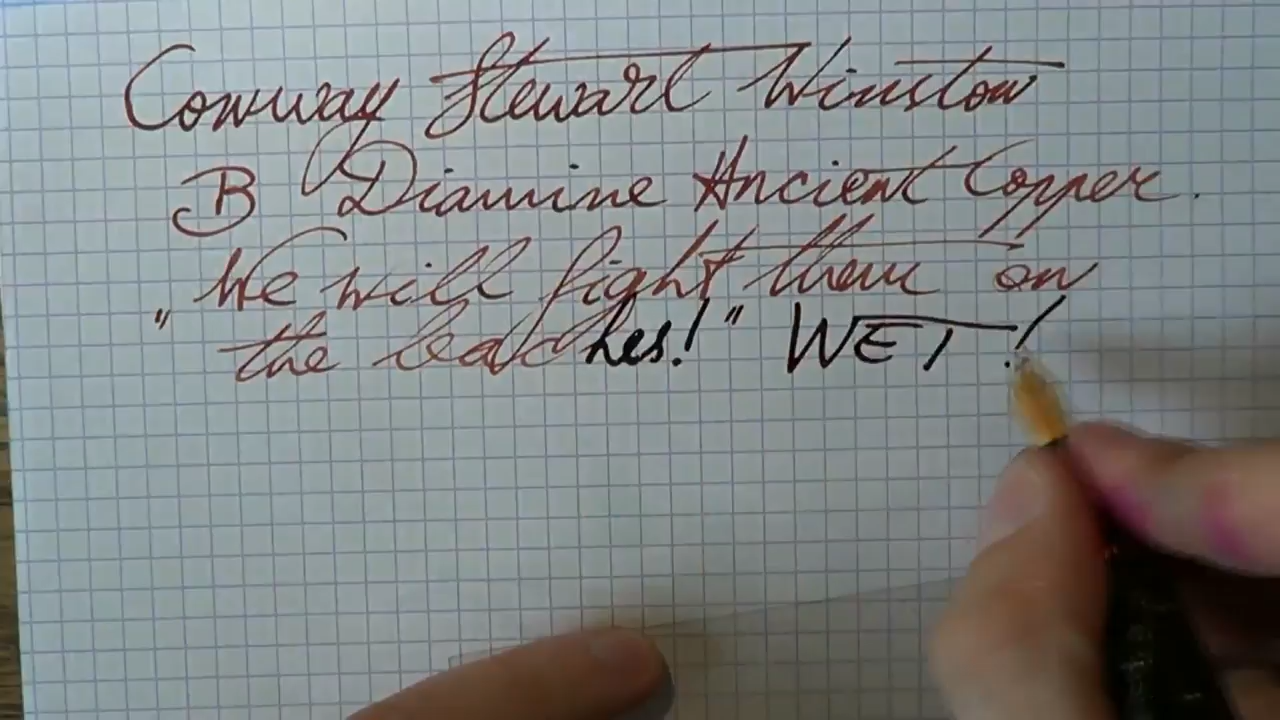 Conway Stewart Winston
B Diamine Ancient Copper.
„We will fight them on
the beaches!" WET!